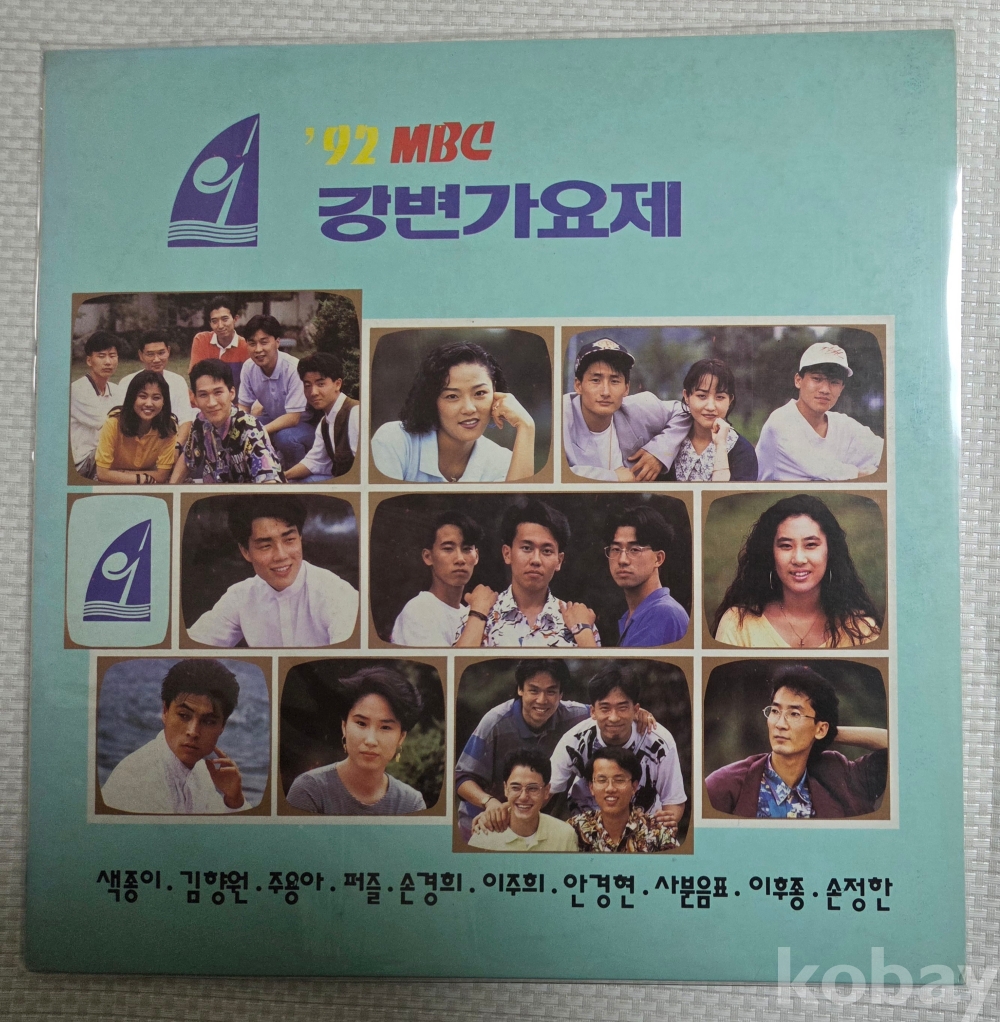 '92 MBC
강변가요제
색종이 . 김향원 . 주용아 . 퍼즐 . 손경희 . 이주희 . 안경현 . 사분음표 . 이후종 . 손정한
kobay